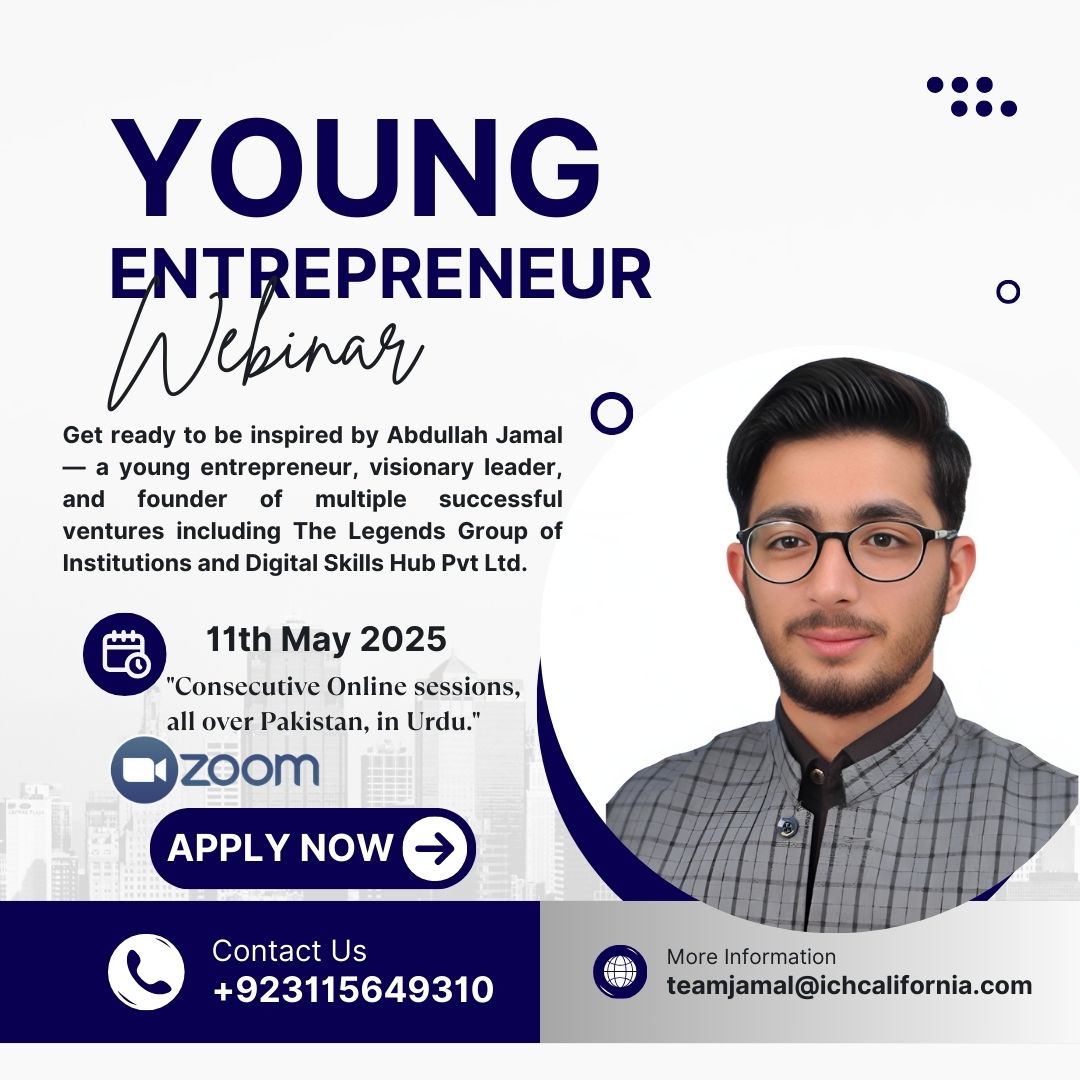 YOUNG
ENTREPRENEUR
Webinar
Get ready to be inspired by Abdullah Jamal
— a young entrepreneur, visionary leader,
and founder of multiple successful
ventures including The Legends Group of
Institutions and Digital Skills Hub Pvt Ltd.
11th May 2025
"Consecutive Online sessions,
all over Pakistan, in Urdu."
zoom
APPLY NOW
Contact Us
+923115649310
More Information
teamjamal@ichcalifornia.com